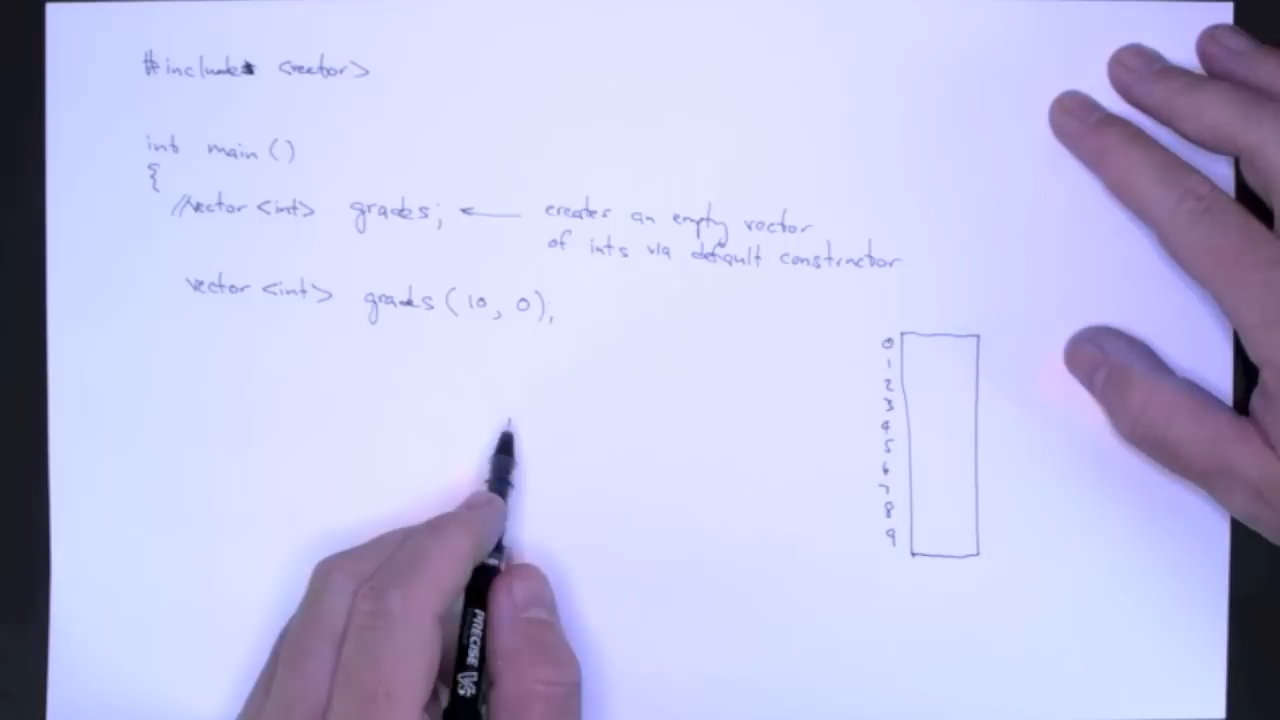 #include <vector>
int main ()
{
//vector <int> grades; ← creates an empty vector
of ints via default constructor
vector <int> grades (10, 0);
0
1
2
3
4
5
6
7
8
9
PRECISE V5